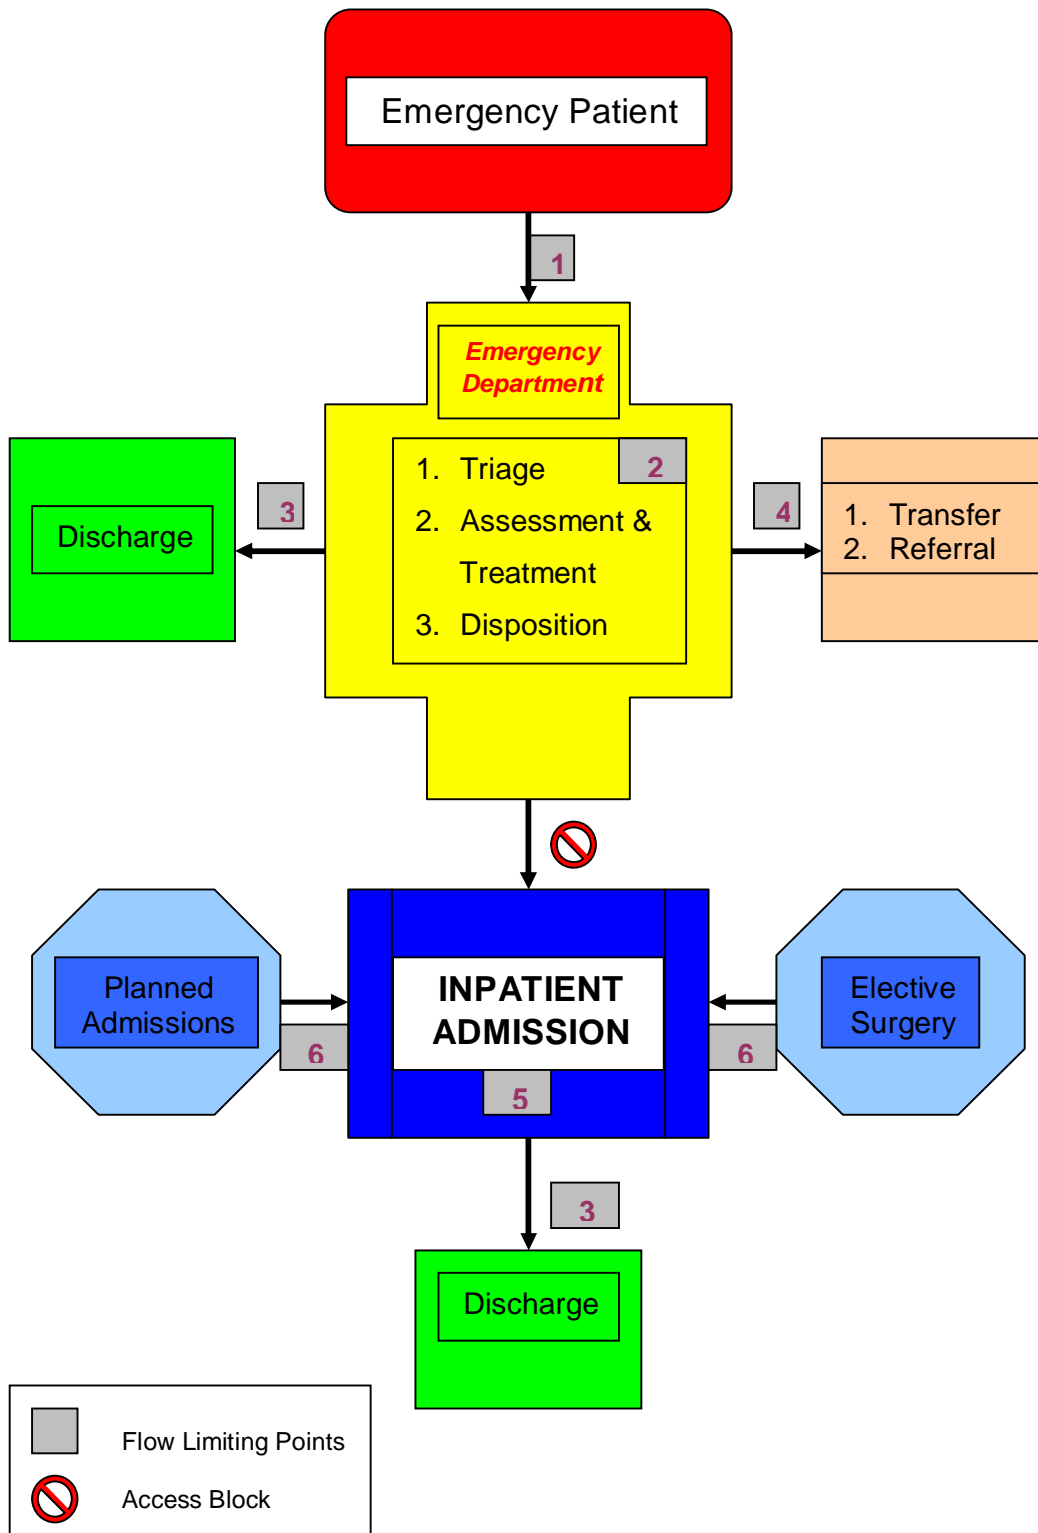 Emergency Patient
1
Emergency
Department
1. Triage
2
2. Assessment &
Treatment
3. Disposition
3
Discharge
4
1. Transfer
2. Referral
Planned
Admissions
6
INPATIENT
ADMISSION
5
Elective
Surgery
6
3
Discharge
Flow Limiting Points
Access Block